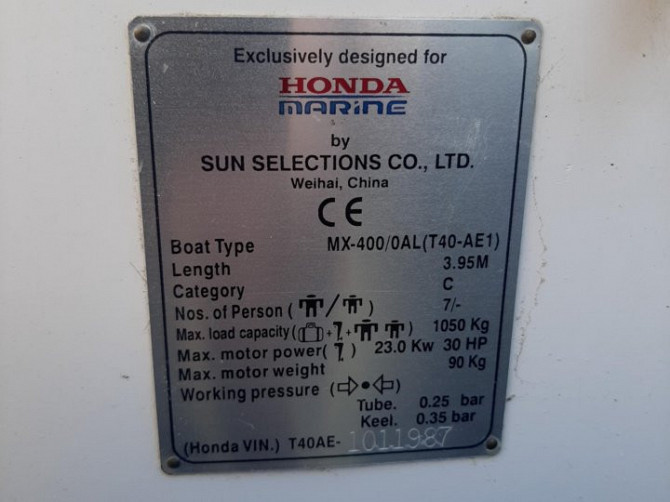 Exclusively designed for
HONDA
MARINE
by
SUN SELECTIONS CO., LTD.
Weihai, China
CE
Boat Type MX-400/0AL(T40-AE1)
Length 3.95M
Category C
Nos. of Person ( / ) 7/-
Max. load capacity( + + ) 1050 Kg
Max. motor power( ) 23.0 Kw 30 HP
Max. motor weight 90 Kg
Working pressure ( )
Tube. 0.25 bar
Keel. 0.35 bar
(Honda VIN.) T40AE- 1011987